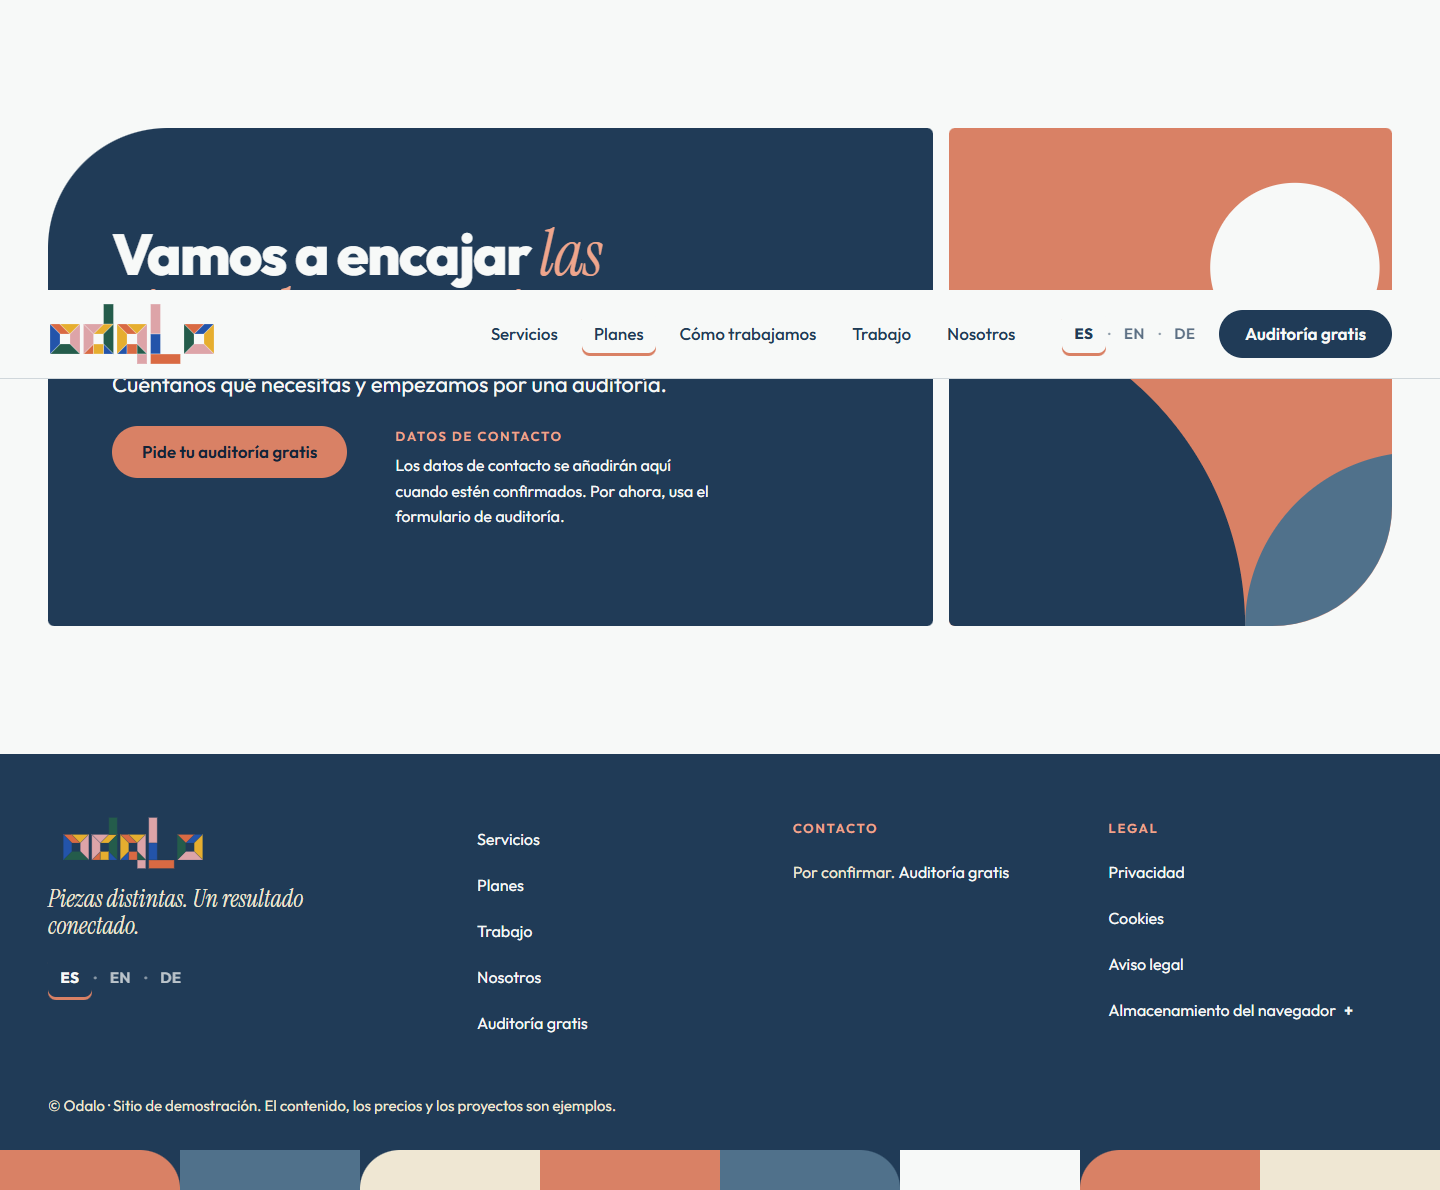 Vamos a encajar las
odalo
Servicios
Planes
Cómo trabajamos
Trabajo
Nosotros
ES · EN · DE
Auditoría gratis
Cuéntanos qué necesitas y empezamos por una auditoría.
Pide tu auditoría gratis
DATOS DE CONTACTO
Los datos de contacto se añadirán aquí
cuando estén confirmados. Por ahora, usa el
formulario de auditoría.
odalo
Piezas distintas. Un resultado
conectado.
ES · EN · DE
Servicios
Planes
Trabajo
Nosotros
Auditoría gratis
CONTACTO
Por confirmar. Auditoría gratis
LEGAL
Privacidad
Cookies
Aviso legal
Almacenamiento del navegador +
© Odalo · Sitio de demostración. El contenido, los precios y los proyectos son ejemplos.